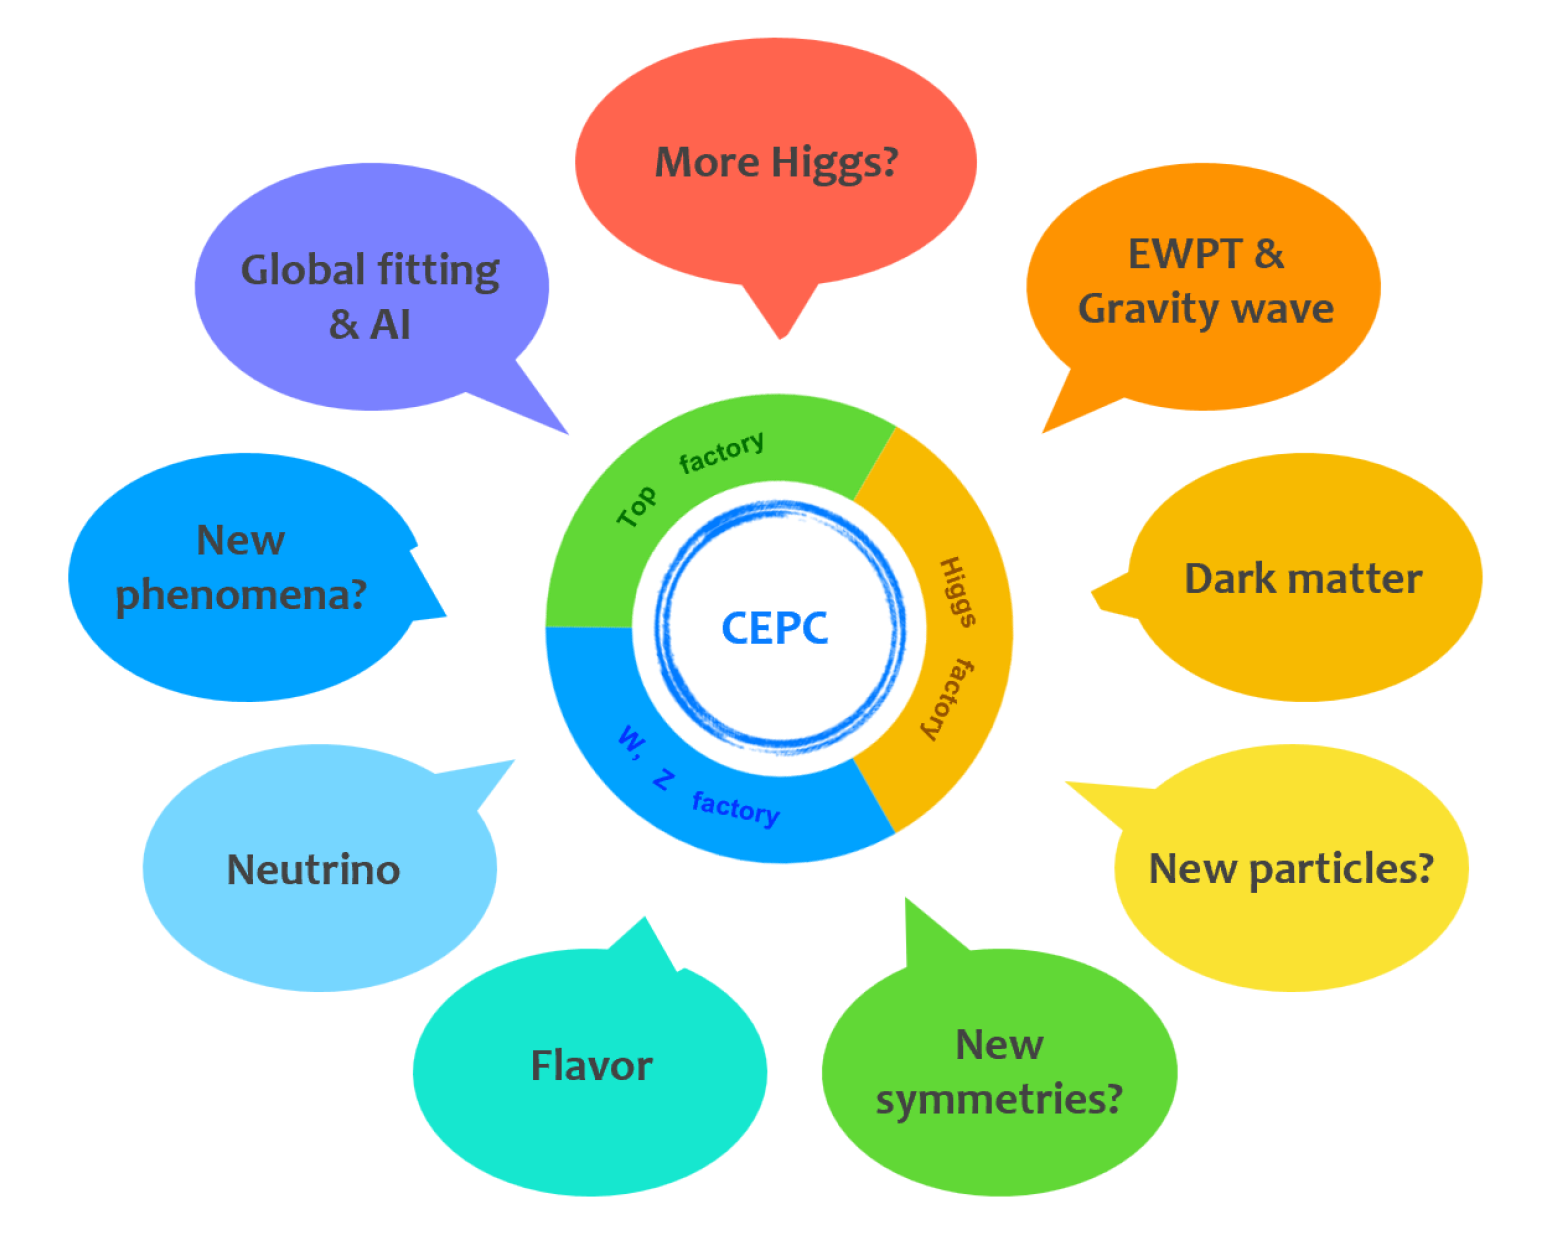 More Higgs?
EWPT &
Gravity wave
Global fitting
& AI
Top factory
New
phenomena?
Higgs factory
Dark matter
CEPC
W, Z factory
Neutrino
New particles?
Flavor
New
symmetries?